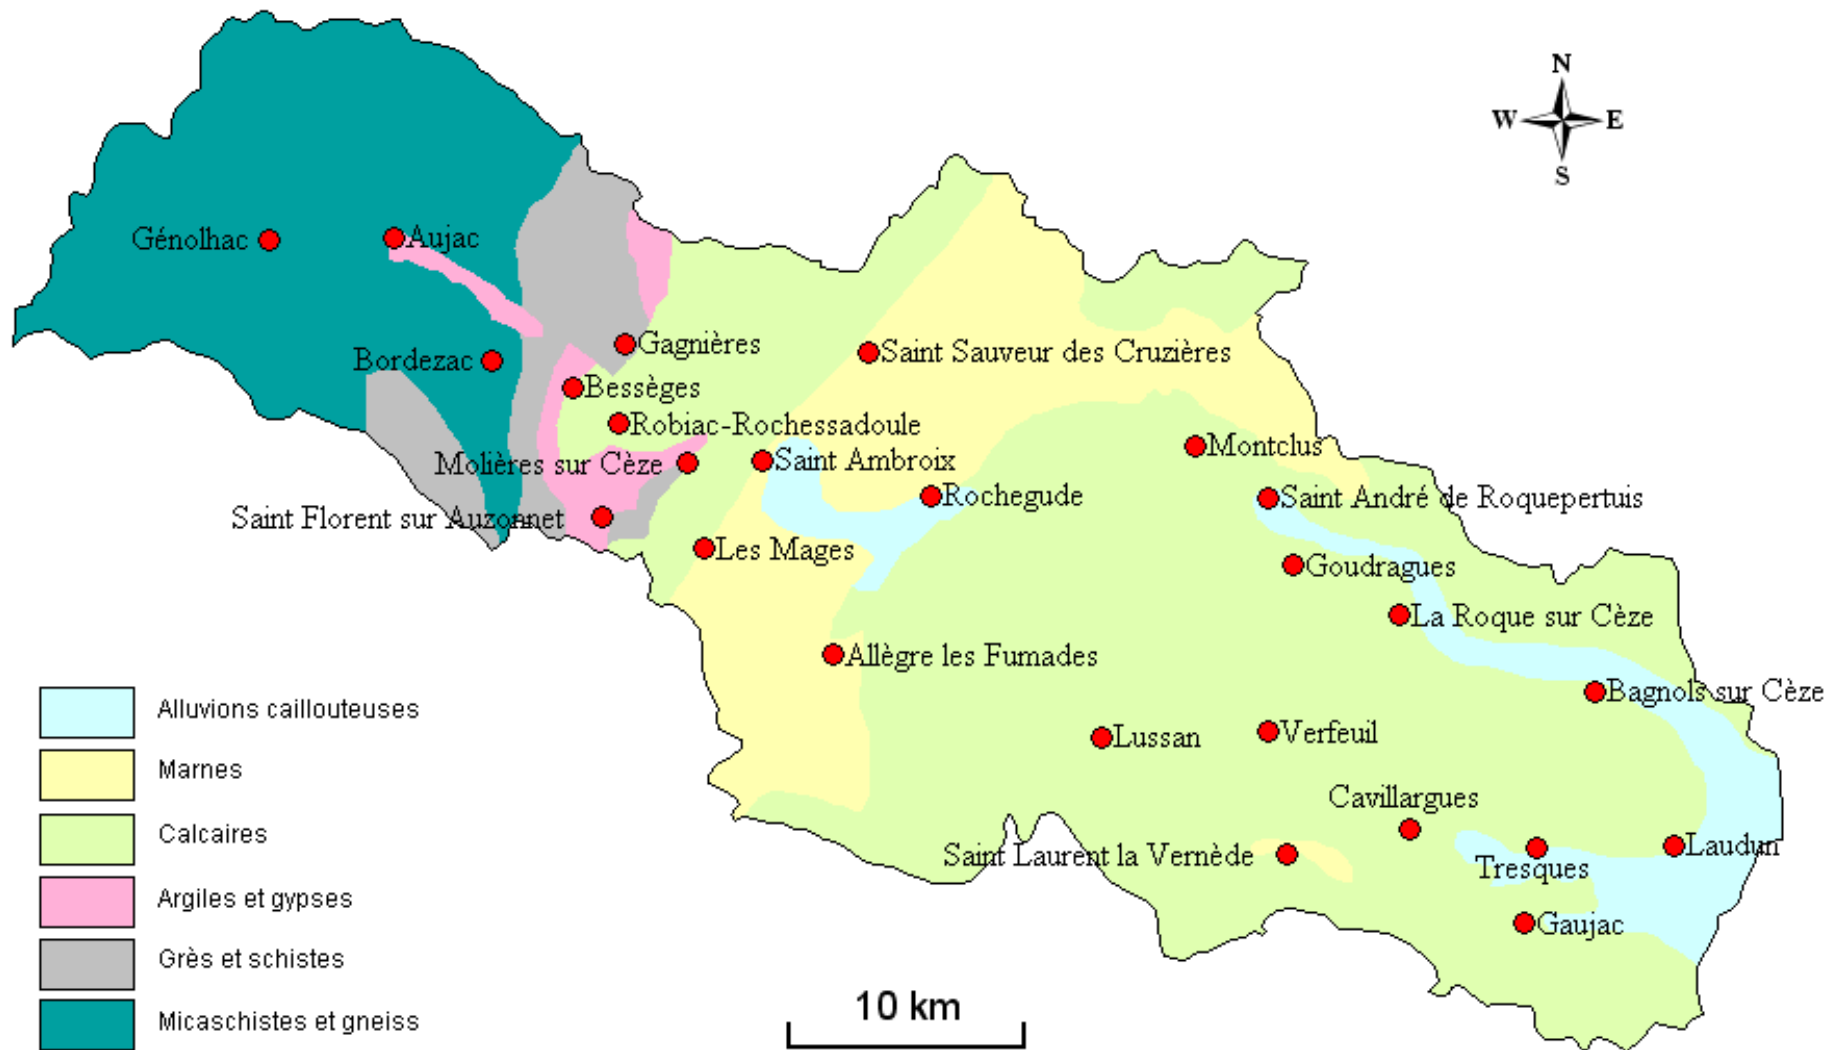 N
W E
S
Génolhac
Aujac
Gagnières
Saint Sauveur des Cruzières
Bordezac
Bessèges
Robiac-Rochessadoule
Montclus
Molières sur Cèze
Saint Ambroix
Rochegude
Saint André de Roquepertuis
Saint Florent sur Auzonnet
Les Mages
Goudragues
La Roque sur Cèze
Allègre les Fumades
Bagnols sur Cèze
Lussan
Verfeuil
Cavillargues
Saint Laurent la Vernède
Tresques
Laudun
Gaujac
Alluvions caillouteuses
Marnes
Calcaires
Argiles et gypses
Grès et schistes
Micaschistes et gneiss
10 km